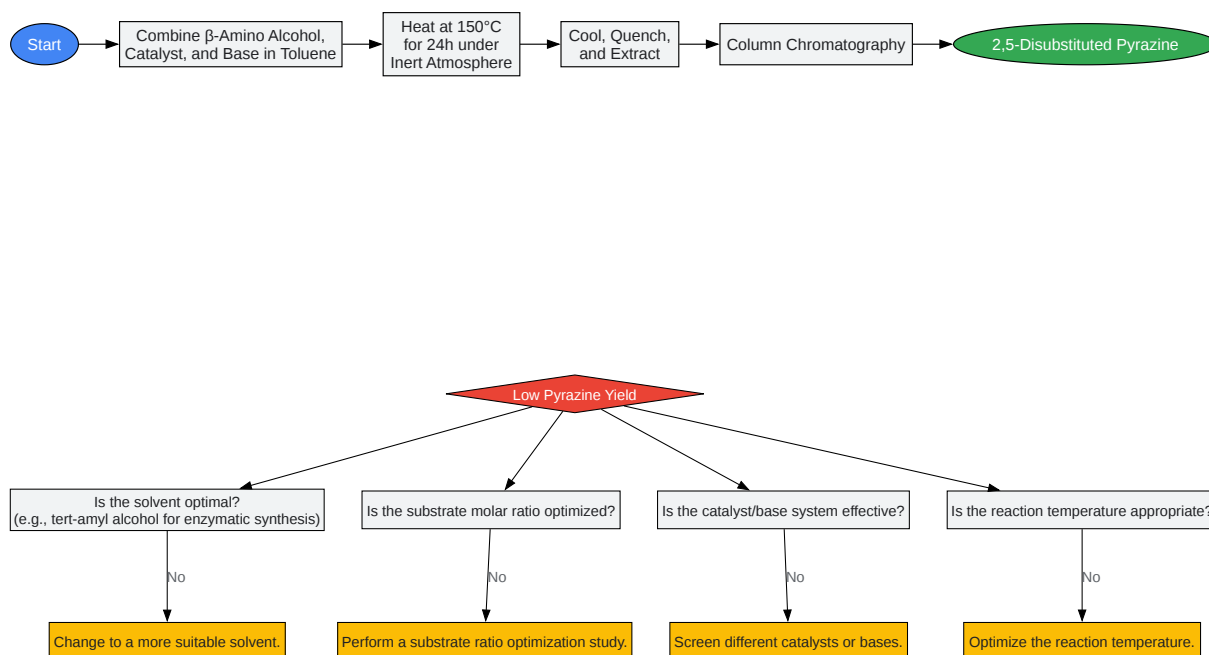 Start
Combine β-Amino Alcohol,
Catalyst, and Base in Toluene
Heat at 150°C
for 24h under
Inert Atmosphere
Cool, Quench,
and Extract
Column Chromatography
2,5-Disubstituted Pyrazine
Low Pyrazine Yield
Is the solvent optimal?
(e.g., tert-amyl alcohol for enzymatic synthesis)
Is the substrate molar ratio optimized?
Is the catalyst/base system effective?
Is the reaction temperature appropriate?
No
No
No
No
Change to a more suitable solvent.
Perform a substrate ratio optimization study.
Screen different catalysts or bases.
Optimize the reaction temperature.